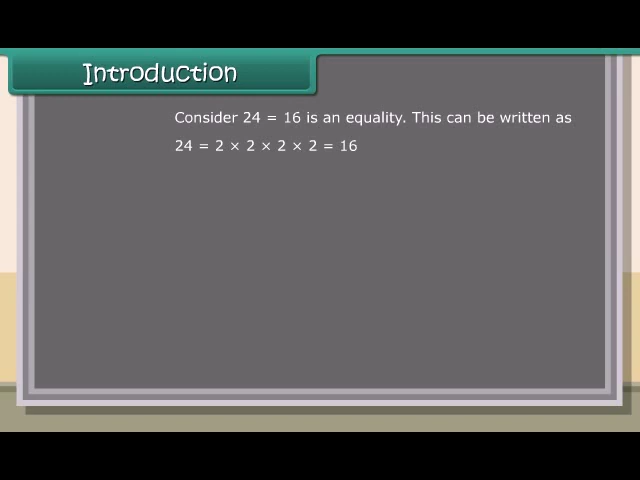 Introduction
Consider 24 = 16 is an equality. This can be written as
24 = 2 × 2 × 2 × 2 = 16